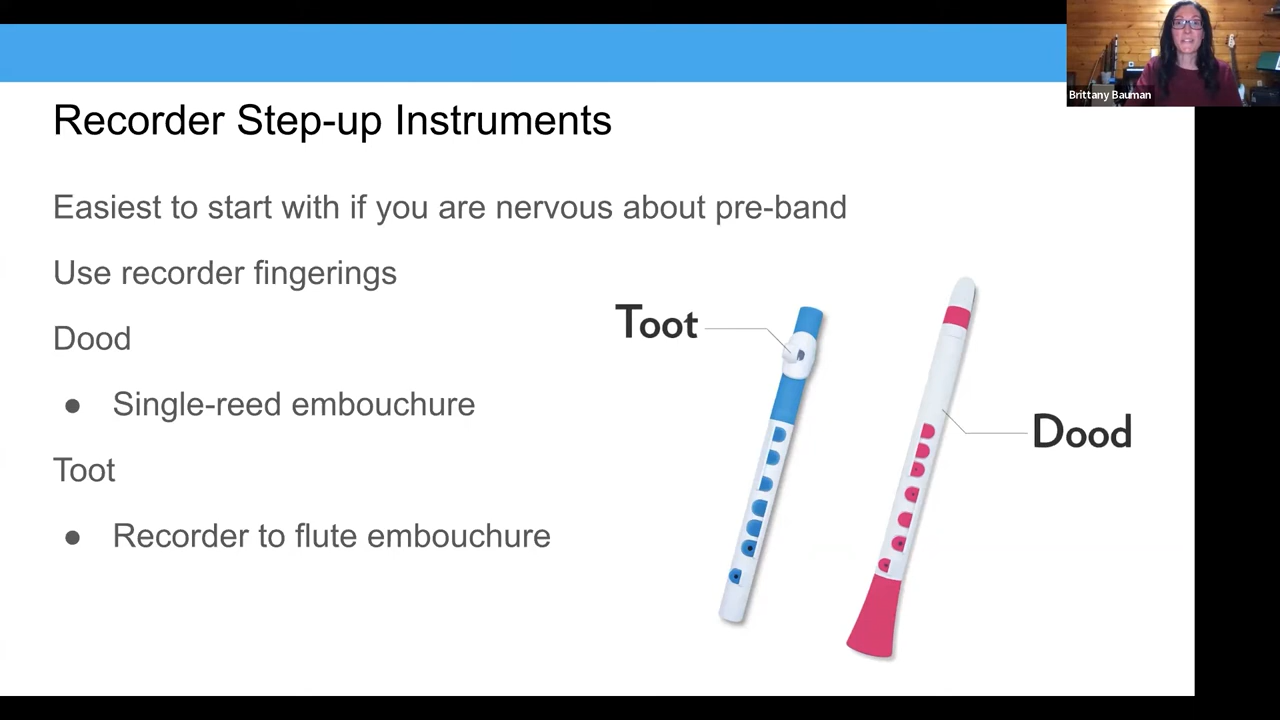 Brittany Bauman
Recorder Step-up Instruments
Easiest to start with if you are nervous about pre-band
Use recorder fingerings
Dood
● Single-reed embouchure
Toot
● Recorder to flute embouchure
Toot
Dood